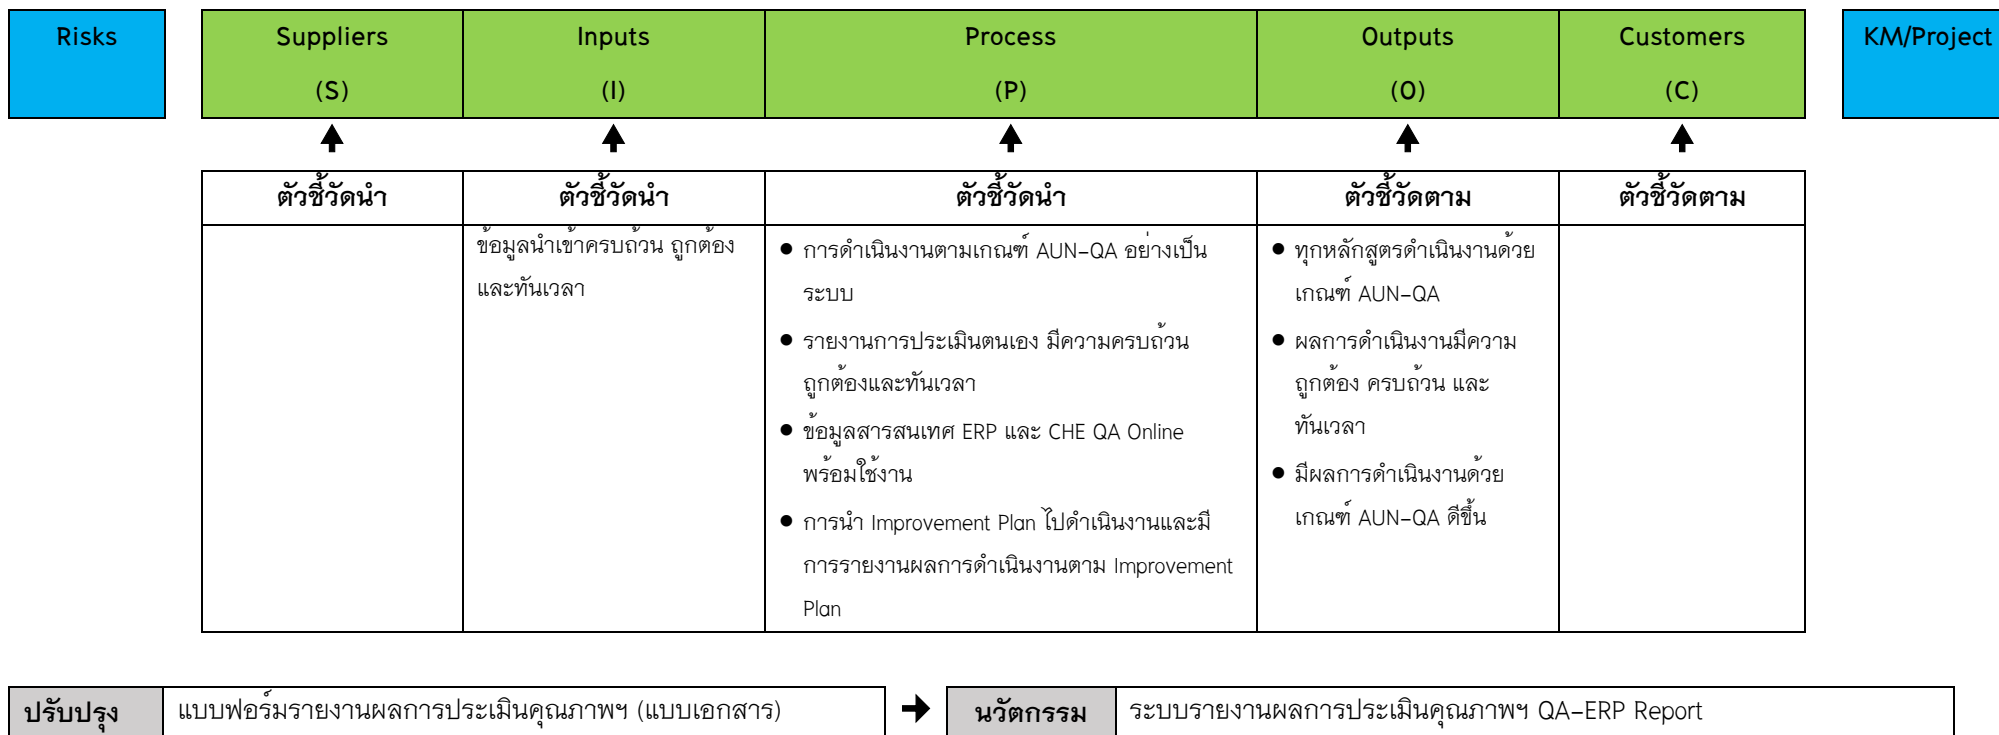 Risks
Suppliers
(S)
Inputs
(I)
Process
(P)
Outputs
(O)
Customers
(C)
KM/Project
ตัวชี้วัดนำ
ตัวชี้วัดนำ
ตัวชี้วัดนำ
ตัวชี้วัดตาม
ตัวชี้วัดตาม
ข้อมูลนำเข้าครบถ้วน ถูกต้อง
และทันเวลา
● การดำเนินงานตามเกณฑ์ AUN-QA อย่างเป็น
ระบบ
● รายงานการประเมินตนเอง มีความครบถ้วน
ถูกต้องและทันเวลา
● ข้อมูลสารสนเทศ ERP และ CHE QA Online
พร้อมใช้งาน
● การนำ Improvement Plan ไปดำเนินงานและมี
การรายงานผลการดำเนินงานตาม Improvement
Plan
● ทุกหลักสูตรดำเนินงานด้วย
เกณฑ์ AUN-QA
● ผลการดำเนินงานมีความ
ถูกต้อง ครบถ้วน และ
ทันเวลา
● มีผลการดำเนินงานด้วย
เกณฑ์ AUN-QA ดีขึ้น
ปรับปรุง
แบบฟอร์มรายงานผลการประเมินคุณภาพฯ (แบบเอกสาร)
นวัตกรรม
ระบบรายงานผลการประเมินคุณภาพฯ QA-ERP Report